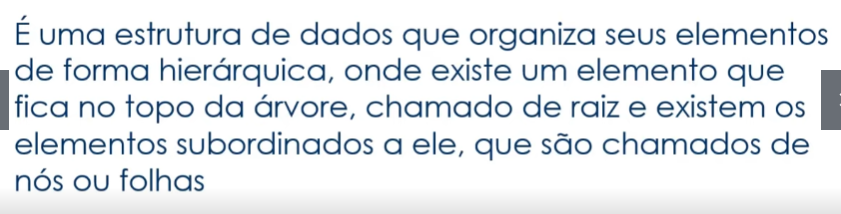 É uma estrutura de dados que organiza seus elementos
de forma hierárquica, onde existe um elemento que
fica no topo da árvore, chamado de raiz e existem os
elementos subordinados a ele, que são chamados de
nós ou folhas